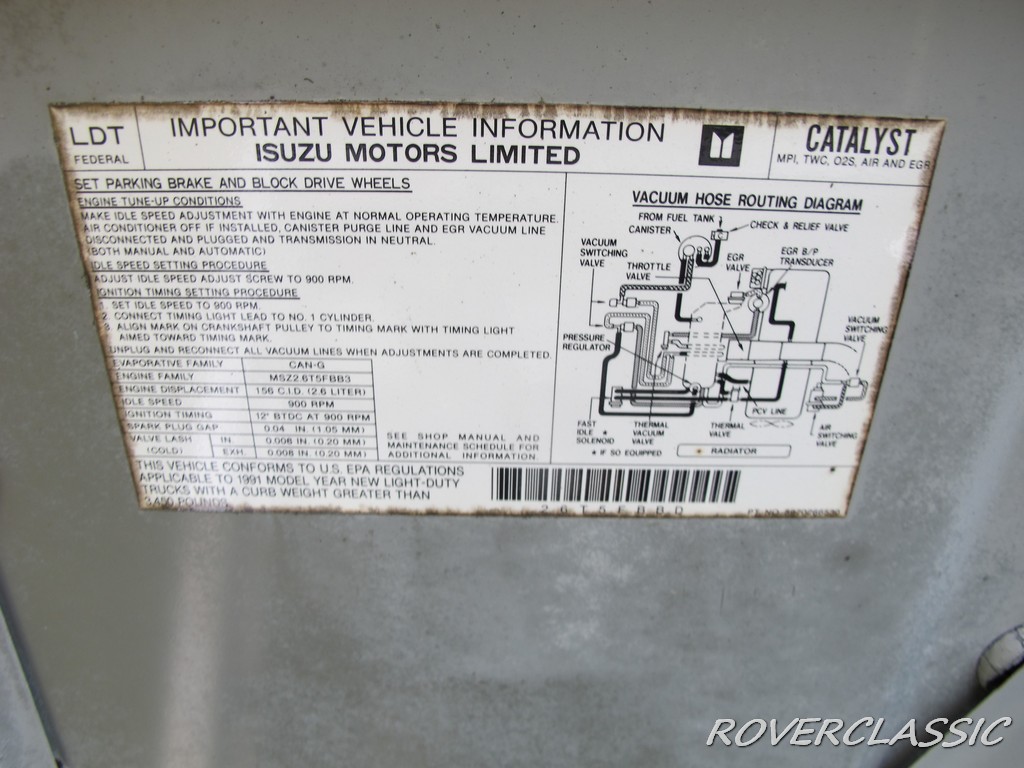 LDT
FEDERAL
IMPORTANT VEHICLE INFORMATION
ISUZU MOTORS LIMITED
CATALYST
MPI, TWC, O2S, AIR AND EGR
SET PARKING BRAKE AND BLOCK DRIVE WHEELS
ENGINE TUNE-UP CONDITIONS
MAKE IDLE SPEED ADJUSTMENT WITH ENGINE AT NORMAL OPERATING TEMPERATURE.
AIR CONDITIONER OFF IF INSTALLED, CANISTER PURGE LINE AND EGR VACUUM LINE
DISCONNECTED AND PLUGGED AND TRANSMISSION IN NEUTRAL.
(BOTH MANUAL AND AUTOMATIC)
IDLE SPEED SETTING PROCEDURE
ADJUST IDLE SPEED ADJUST SCREW TO 900 RPM.
IGNITION TIMING SETTING PROCEDURE
1. SET IDLE SPEED TO 900 RPM.
2. CONNECT TIMING LIGHT LEAD TO NO. 1 CYLINDER.
3. ALIGN MARK ON CRANKSHAFT PULLEY TO TIMING MARK WITH TIMING LIGHT
AIMED TOWARD TIMING MARK.
UNPLUG AND RECONNECT ALL VACUUM LINES WHEN ADJUSTMENTS ARE COMPLETED.
EVAPORATIVE FAMILY CAN-G
ENGINE FAMILY MSZ2.6T5FBB3
ENGINE DISPLACEMENT 156 C.I.D. (2.6 LITER)
IDLE SPEED 900 RPM
IGNITION TIMING 12° BTDC AT 900 RPM
SPARK PLUG GAP 0.04 IN. (1.05 MM)
VALVE LASH IN. 0.008 IN. (0.20 MM)
(COLD) EXH. 0.008 IN. (0.20 MM)
SEE SHOP MANUAL AND
MAINTENANCE SCHEDULE FOR
ADDITIONAL INFORMATION.
THIS VEHICLE CONFORMS TO U.S. EPA REGULATIONS
APPLICABLE TO 1991 MODEL YEAR NEW LIGHT-DUTY
TRUCKS WITH A CURB WEIGHT GREATER THAN
3,450 POUNDS.
VACUUM HOSE ROUTING DIAGRAM
FROM FUEL TANK
CANISTER
CHECK & RELIEF VALVE
VACUUM
SWITCHING
VALVE
THROTTLE
VALVE
EGR
VALVE
EGR B/P
TRANSDUCER
PRESSURE
REGULATOR
VACUUM
SWITCHING
VALVE
FAST
IDLE *
SOLENOID
THERMAL
VACUUM
VALVE
THERMAL
VALVE
PCV LINE
AIR
SWITCHING
VALVE
* IF SO EQUIPPED
RADIATOR
26T5FBBD
ROVERCLASSIC